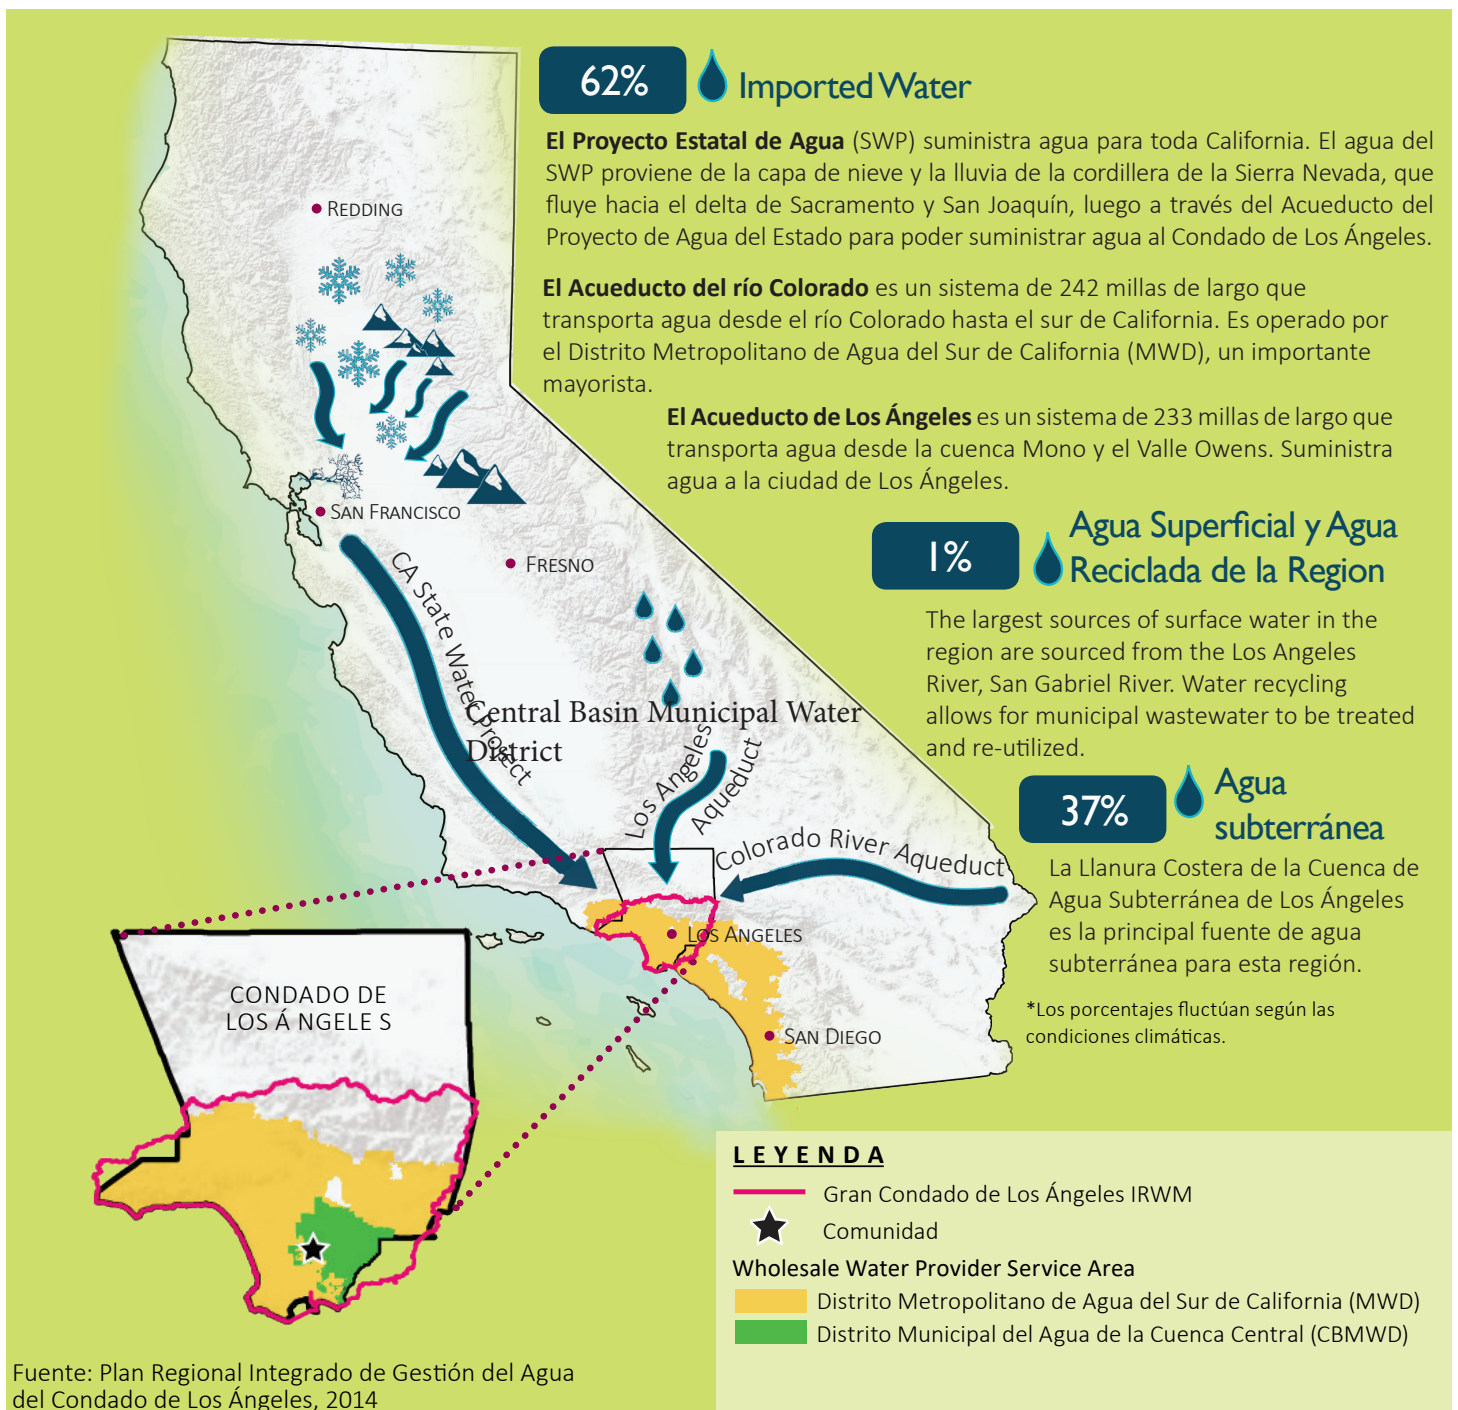 62%
Imported Water
El Proyecto Estatal de Agua (SWP) suministra agua para toda California. El agua del
SWP proviene de la capa de nieve y la lluvia de la cordillera de la Sierra Nevada, que
fluye hacia el delta de Sacramento y San Joaquín, luego a través del Acueducto del
Proyecto de Agua del Estado para poder suministrar agua al Condado de Los Ángeles.
El Acueducto del río Colorado es un sistema de 242 millas de largo que
transporta agua desde el río Colorado hasta el sur de California. Es operado por
el Distrito Metropolitano de Agua del Sur de California (MWD), un importante
mayorista.
El Acueducto de Los Ángeles es un sistema de 233 millas de largo que
transporta agua desde la cuenca Mono y el Valle Owens. Suministra
agua a la ciudad de Los Ángeles.
1%
Agua Superficial y Agua
Reciclada de la Region
The largest sources of surface water in the
region are sourced from the Los Angeles
River, San Gabriel River. Water recycling
allows for municipal wastewater to be treated
and re-utilized.
37%
Agua
subterránea
La Llanura Costera de la Cuenca de
Agua Subterránea de Los Ángeles
es la principal fuente de agua
subterránea para esta región.
*Los porcentajes fluctúan según las
condiciones climáticas.
REDDING
SAN FRANCISCO
FRESNO
CA State Water Project
Central Basin Municipal Water
District
Los Angeles
Aqueduct
Colorado River Aqueduct
LOS ANGELES
SAN DIEGO
CONDADO DE
LOS Á NGELE S
LEYENDA
Gran Condado de Los Ángeles IRWM
Comunidad
Wholesale Water Provider Service Area
Distrito Metropolitano de Agua del Sur de California (MWD)
Distrito Municipal del Agua de la Cuenca Central (CBMWD)
Fuente: Plan Regional Integrado de Gestión del Agua
del Condado de Los Ángeles, 2014